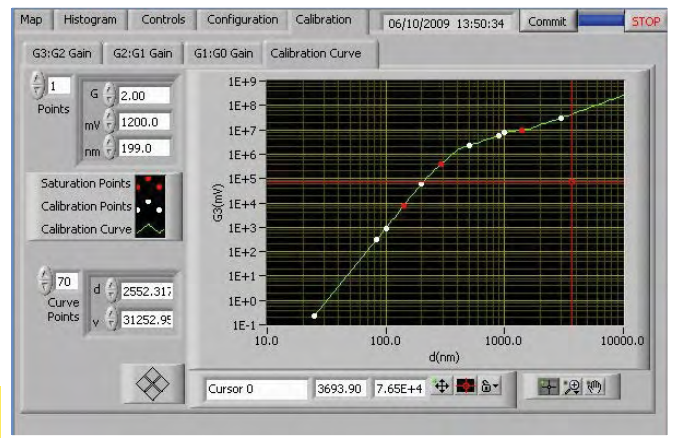 Map Histogram Controls Configuration Calibration 06/10/2009 13:50:34 Commit STOP
G3:G2 Gain G2:G1 Gain G1:G0 Gain Calibration Curve
1
Points
G 2.00
mV 1200.0
nm 199.0
Saturation Points
Calibration Points
Calibration Curve
70
Curve
Points
d 2552.317
v 31252.95
G3(mV)
1E+9
1E+8
1E+7
1E+6
1E+5
1E+4
1E+3
1E+2
1E+1
1E+0
1E-1
10.0 100.0 1000.0 10000.0
d(nm)
Cursor 0 3693.90 7.65E+4